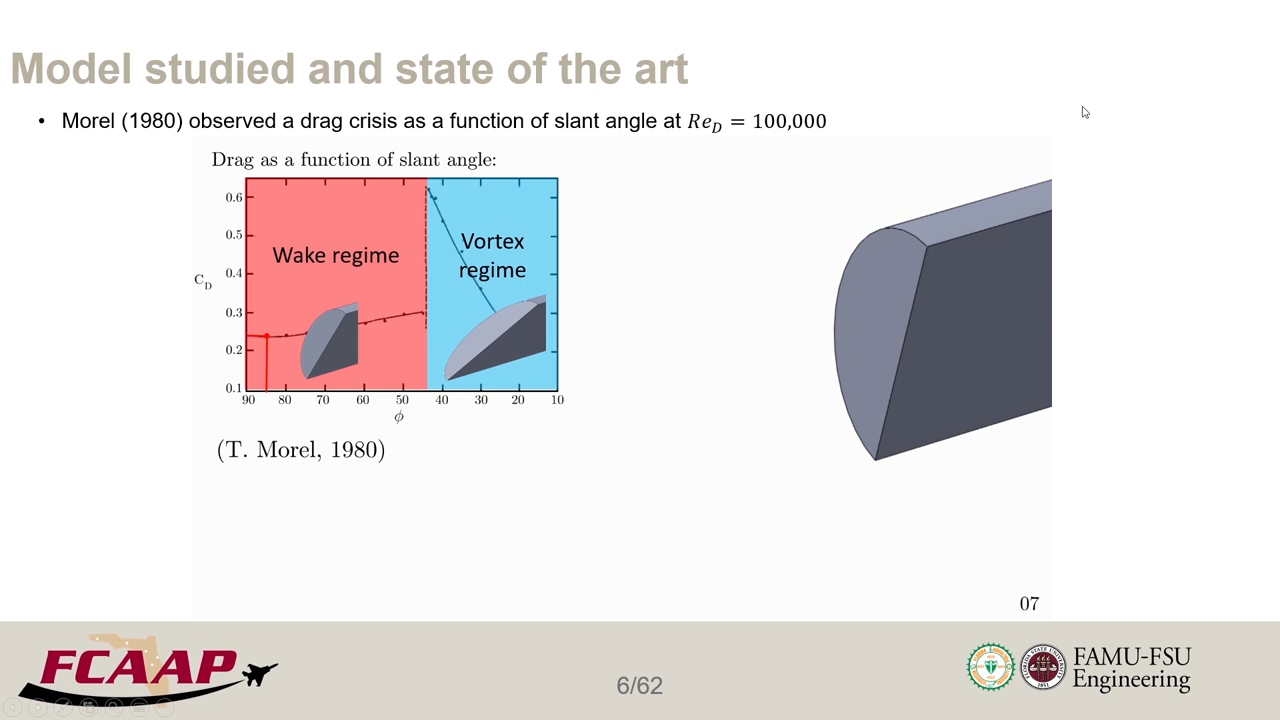 Model studied and state of the art
• Morel (1980) observed a drag crisis as a function of slant angle at 𝑅𝑒_𝐷 = 100,000
Drag as a function of slant angle:
0.6
0.5
0.4
0.3
0.2
0.1
C_D
Wake regime
Vortex
regime
90 80 70 60 50 40 30 20 10
ϕ
(T. Morel, 1980)
07
FCAAP
6/62
FAMU-FSU
Engineering